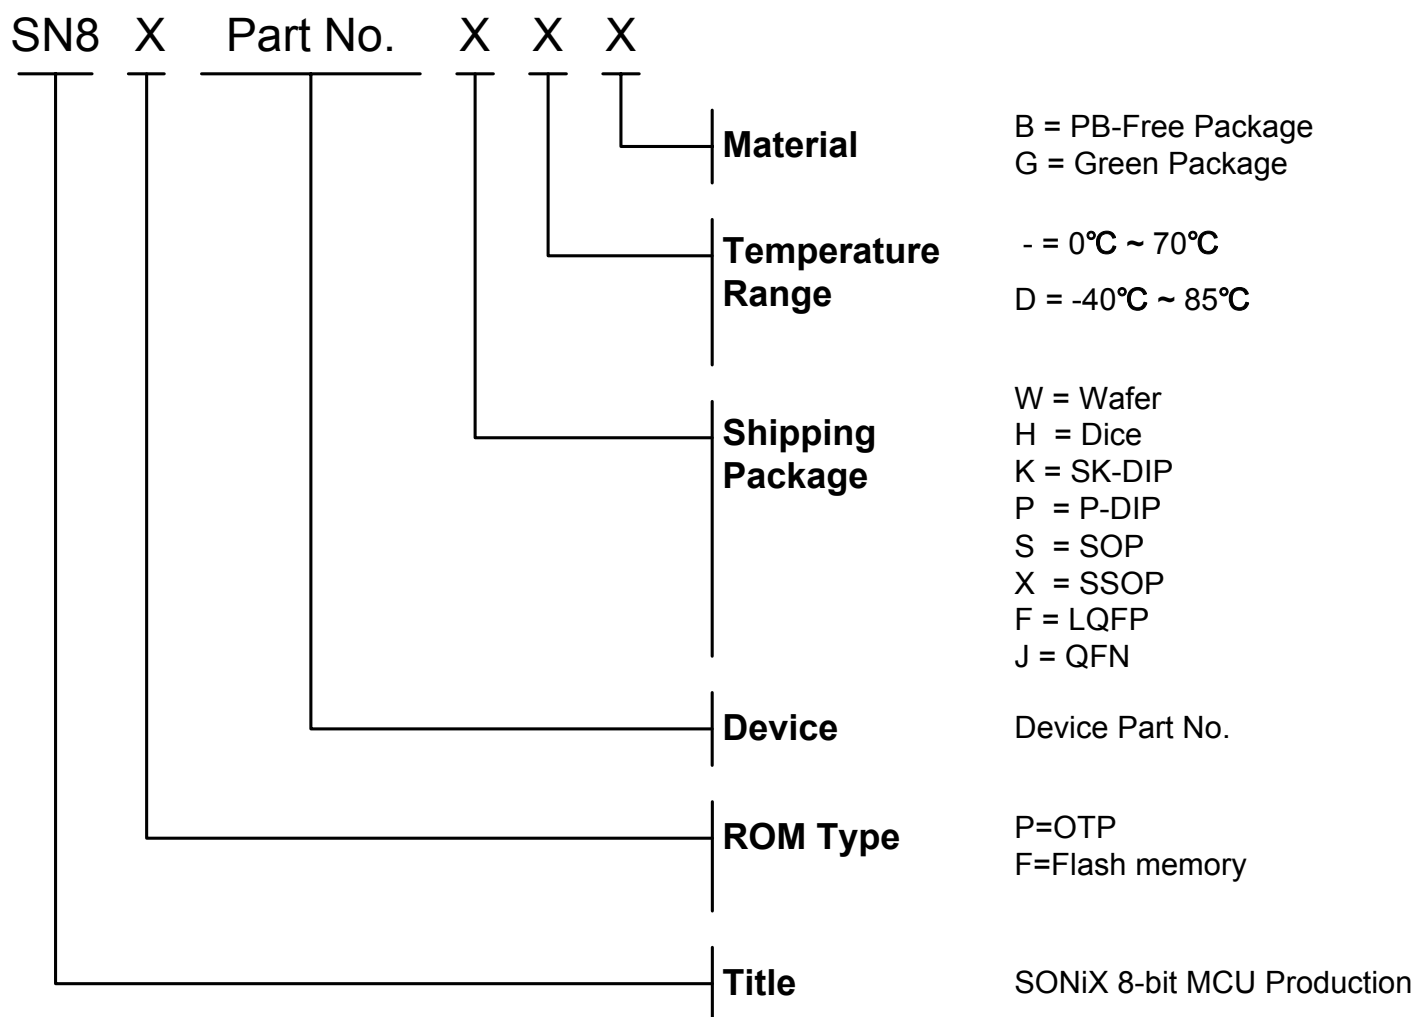 SN8 X Part No. X X X
Material
B = PB-Free Package
G = Green Package
Temperature
Range
- = 0℃ ~ 70℃
D = -40℃ ~ 85℃
Shipping
Package
W = Wafer
H = Dice
K = SK-DIP
P = P-DIP
S = SOP
X = SSOP
F = LQFP
J = QFN
Device
Device Part No.
ROM Type
P=OTP
F=Flash memory
Title
SONiX 8-bit MCU Production